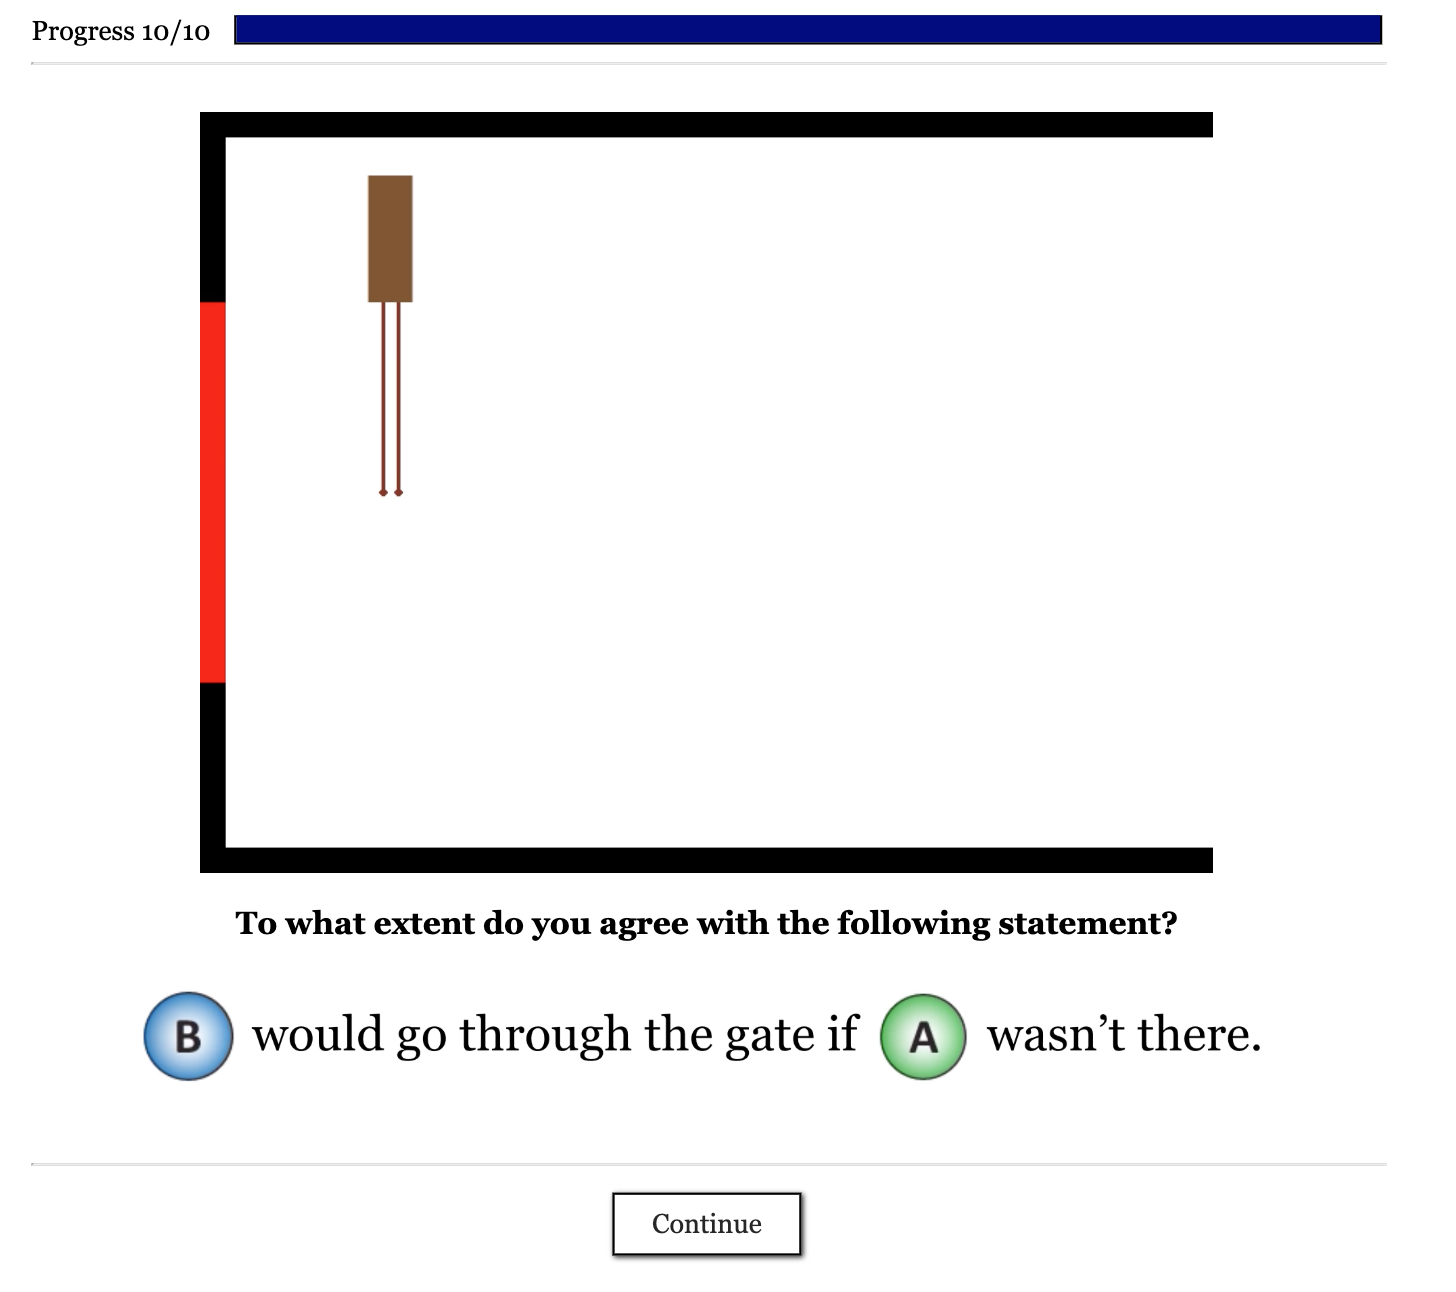 Progress 10/10
To what extent do you agree with the following statement?
B would go through the gate if A wasn’t there.
Continue